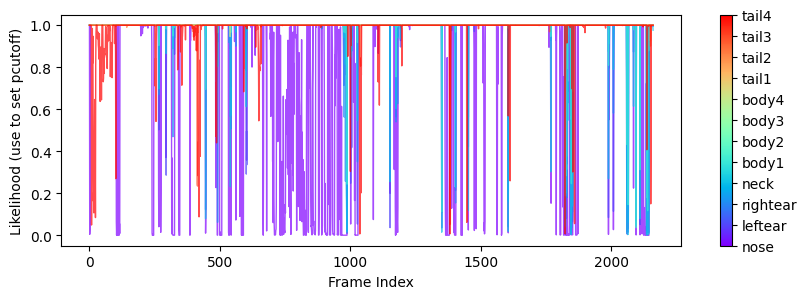 Likelihood (use to set pcutoff)
1.0
0.8
0.6
0.4
0.2
0.0
0
500
1000
1500
2000
Frame Index
tail4
tail3
tail2
tail1
body4
body3
body2
body1
neck
rightear
leftear
nose